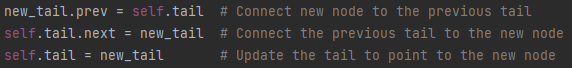 new_tail.prev = self.tail  # Connect new node to the previous tail
self.tail.next = new_tail  # Connect the previous tail to the new node
self.tail = new_tail       # Update the tail to point to the new node